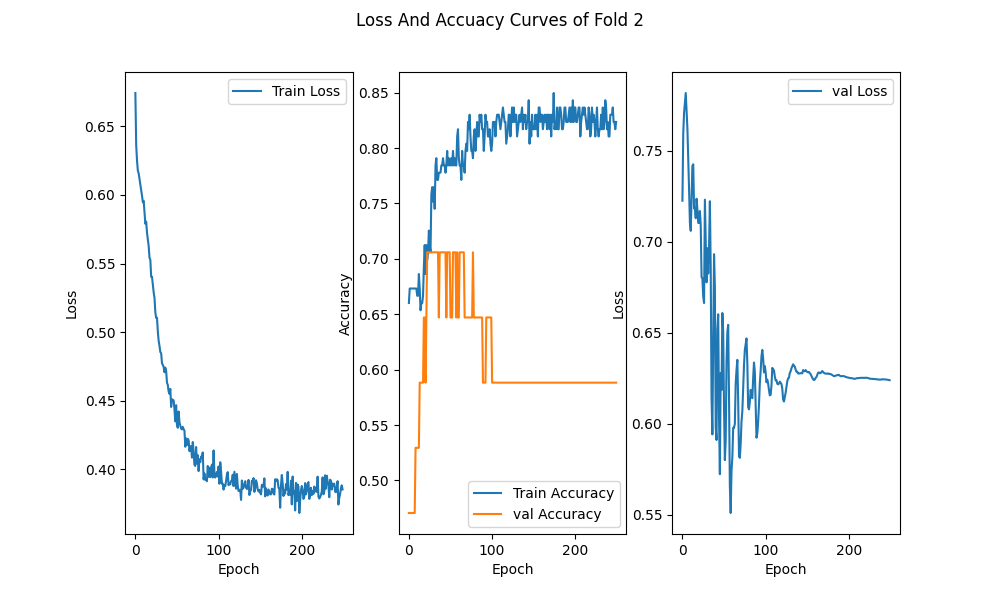 Loss And Accuacy Curves of Fold 2
Train Loss
0.65
0.60
0.55
0.50
0.45
0.40
Loss
0
100
200
Epoch
0.85
0.80
0.75
0.70
0.65
0.60
0.55
0.50
Accuracy
Train Accuracy
val Accuracy
0
100
200
Epoch
val Loss
0.75
0.70
0.65
0.60
0.55
Loss
0
100
200
Epoch